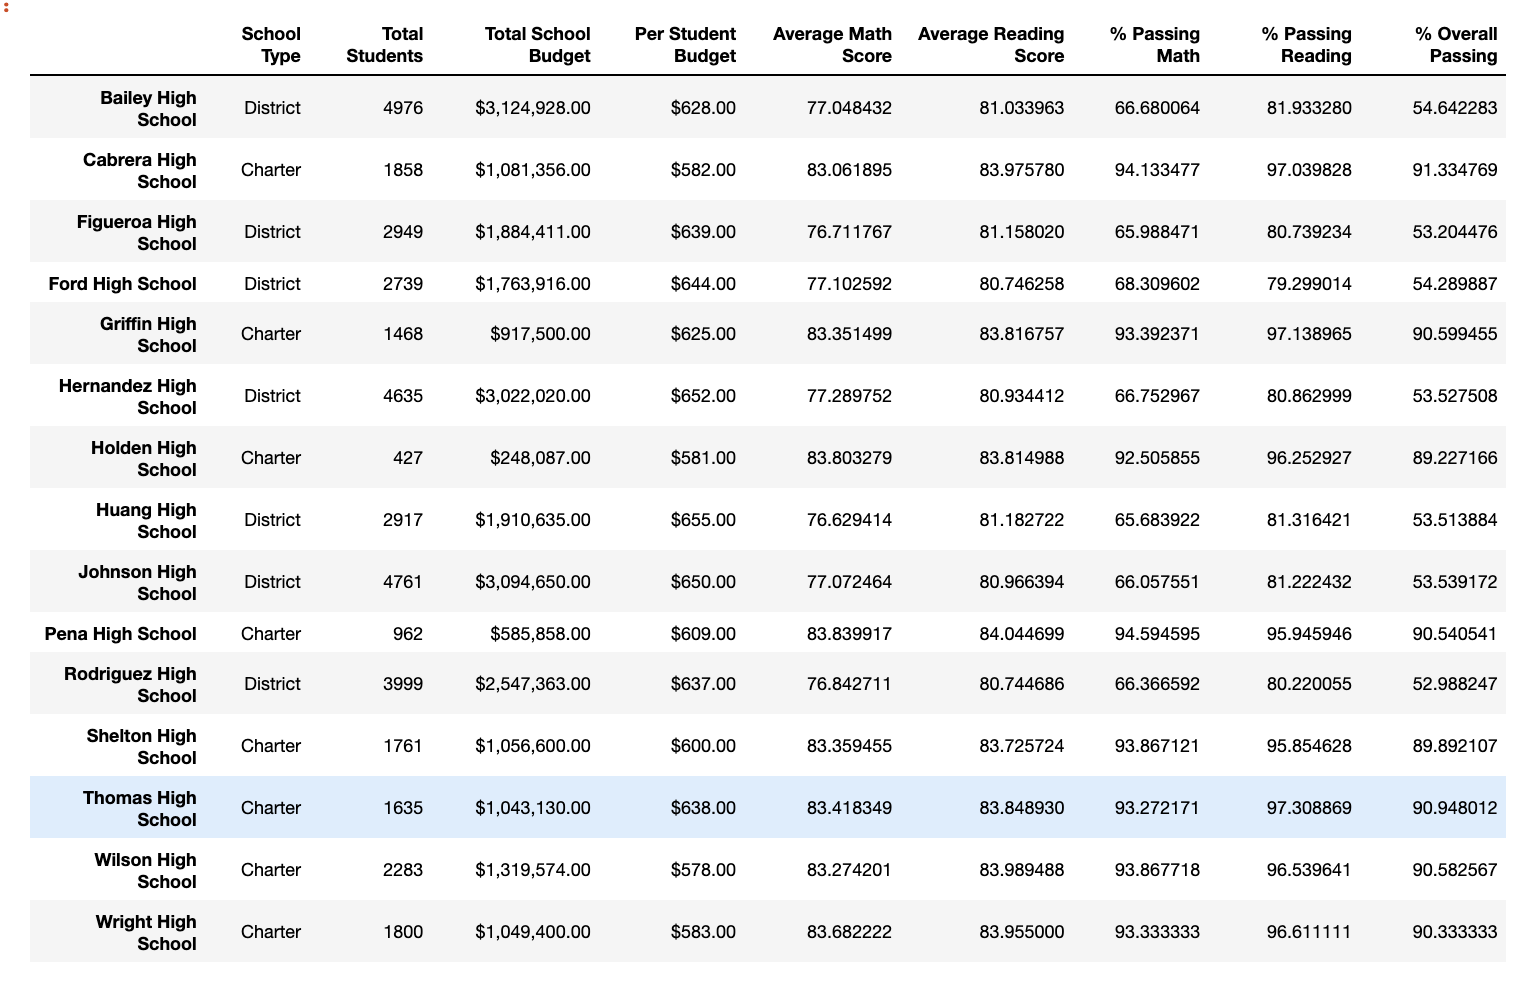 School Type Total Students Total School Budget Per Student Budget Average Math Score Average Reading Score % Passing Math % Passing Reading % Overall Passing
Bailey High School District 4976 $3,124,928.00 $628.00 77.048432 81.033963 66.680064 81.933280 54.642283
Cabrera High School Charter 1858 $1,081,356.00 $582.00 83.061895 83.975780 94.133477 97.039828 91.334769
Figueroa High School District 2949 $1,884,411.00 $639.00 76.711767 81.158020 65.988471 80.739234 53.204476
Ford High School District 2739 $1,763,916.00 $644.00 77.102592 80.746258 68.309602 79.299014 54.289887
Griffin High School Charter 1468 $917,500.00 $625.00 83.351499 83.816757 93.392371 97.138965 90.599455
Hernandez High School District 4635 $3,022,020.00 $652.00 77.289752 80.934412 66.752967 80.862999 53.527508
Holden High School Charter 427 $248,087.00 $581.00 83.803279 83.814988 92.505855 96.252927 89.227166
Huang High School District 2917 $1,910,635.00 $655.00 76.629414 81.182722 65.683922 81.316421 53.513884
Johnson High School District 4761 $3,094,650.00 $650.00 77.072464 80.966394 66.057551 81.222432 53.539172
Pena High School Charter 962 $585,858.00 $609.00 83.839917 84.044699 94.594595 95.945946 90.540541
Rodriguez High School District 3999 $2,547,363.00 $637.00 76.842711 80.744686 66.366592 80.220055 52.988247
Shelton High School Charter 1761 $1,056,600.00 $600.00 83.359455 83.725724 93.867121 95.854628 89.892107
Thomas High School Charter 1635 $1,043,130.00 $638.00 83.418349 83.848930 93.272171 97.308869 90.948012
Wilson High School Charter 2283 $1,319,574.00 $578.00 83.274201 83.989488 93.867718 96.539641 90.582567
Wright High School Charter 1800 $1,049,400.00 $583.00 83.682222 83.955000 93.333333 96.611111 90.333333